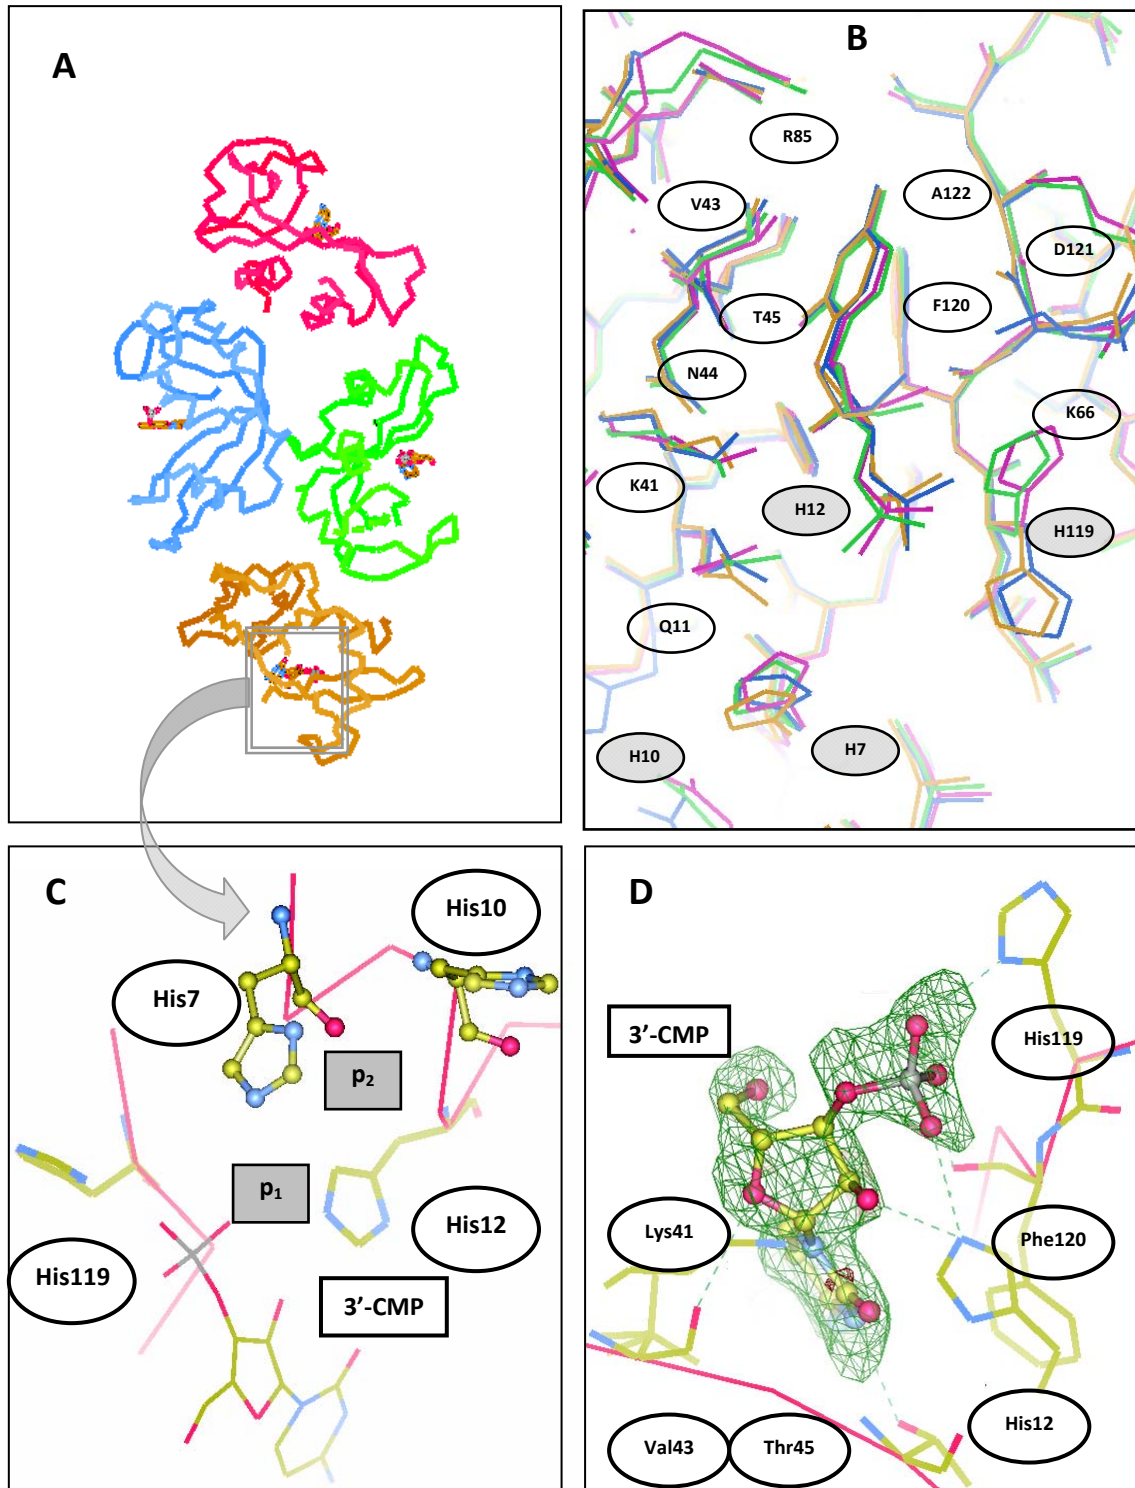 A
B
R85
V43
A122
D121
T45
F120
N44
K66
K41
H12
H119
Q11
H10
H7
C
His10
His7
p2
p1
His12
His119
3’-CMP
D
3’-CMP
His119
Lys41
Phe120
His12
Val43
Thr45